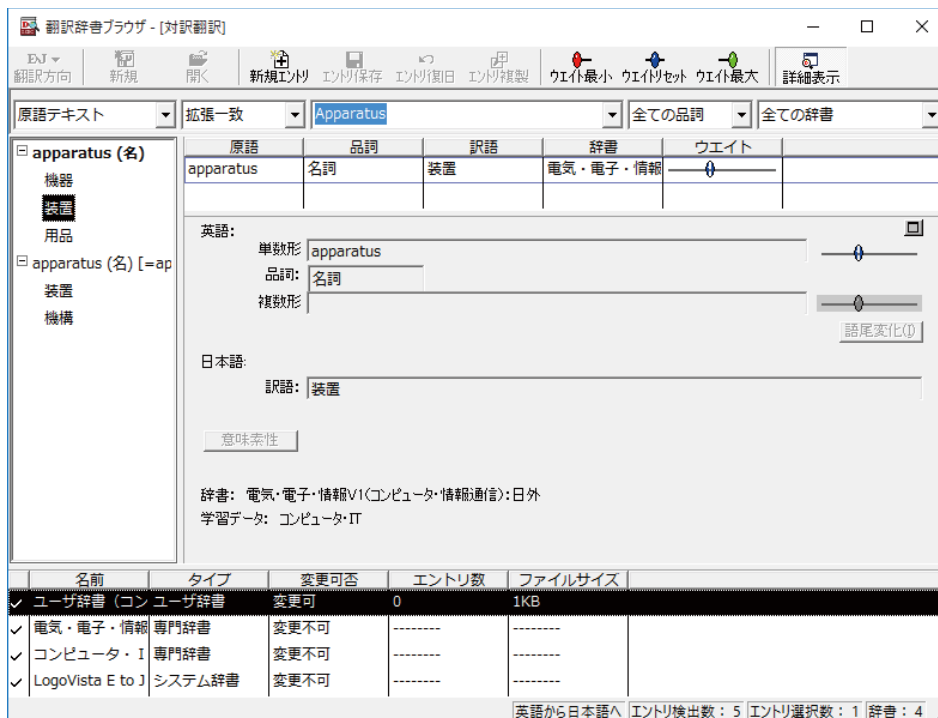 翻訳辞書ブラウザ - [対訳翻訳]
EJ
翻訳方向 新規 開く 新規エントリ エントリ保存 エントリ復旧 エントリ複製 ウエイト最小 ウエイトリセット ウエイト最大 詳細表示
原語テキスト 拡張一致 Apparatus 全ての品詞 全ての辞書
apparatus (名)
機器
装置
用品
apparatus (名) [=ap
装置
機構
原語 品詞 訳語 辞書 ウエイト
apparatus 名詞 装置 電気・電子・情報
英語:
単数形 apparatus
品詞: 名詞
複数形
語尾変化(I)
日本語:
訳語: 装置
意味素性
辞書: 電気・電子・情報V1(コンピュータ・情報通信):日外
学習データ: コンピュータ・IT
名前 タイプ 変更可否 エントリ数 ファイルサイズ
ユーザ辞書（コン ユーザ辞書 変更可 0 1KB
電気・電子・情報 専門辞書 変更不可 -------- --------
コンピュータ・I 専門辞書 変更不可 -------- --------
LogoVista E to J システム辞書 変更不可 -------- --------
英語から日本語へ エントリ検出数: 5 エントリ選択数: 1 辞書: 4